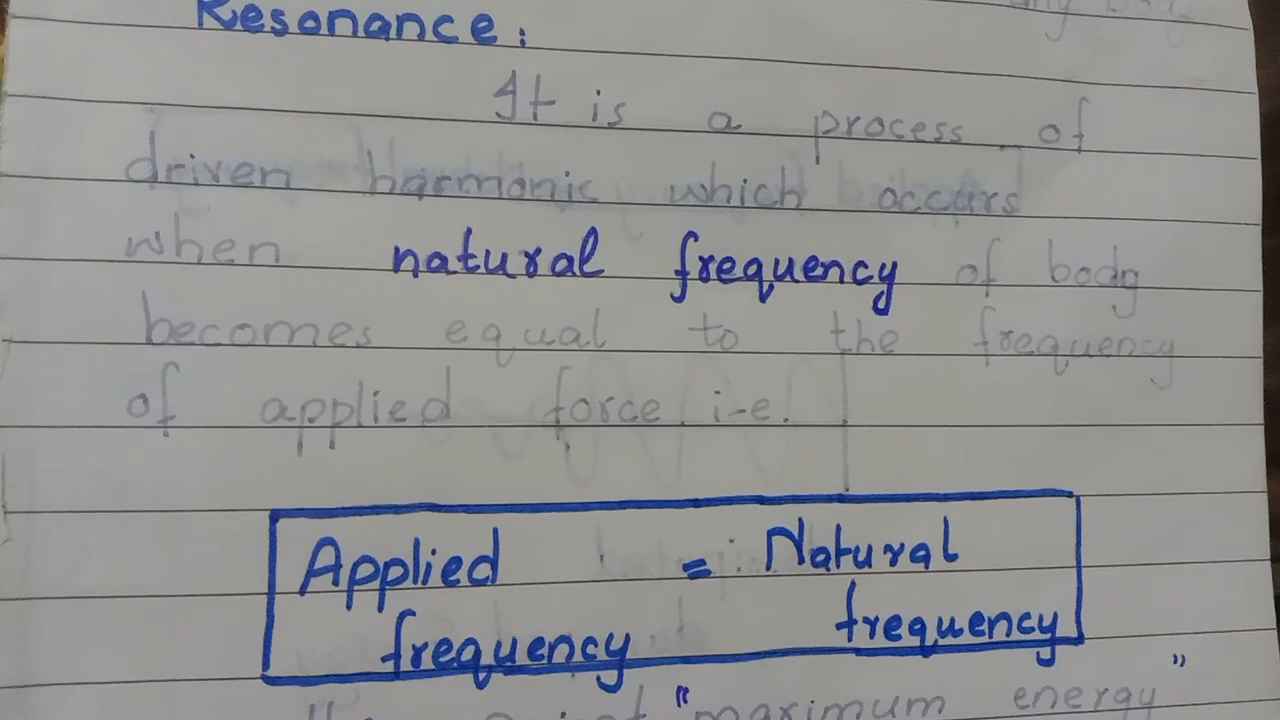 Resonance:
It is a process of
driven harmonic which occurs
when natural frequency of body
becomes equal to the frequency
of applied force i-e.
Applied = Natural
frequency frequency
"maximum energy"